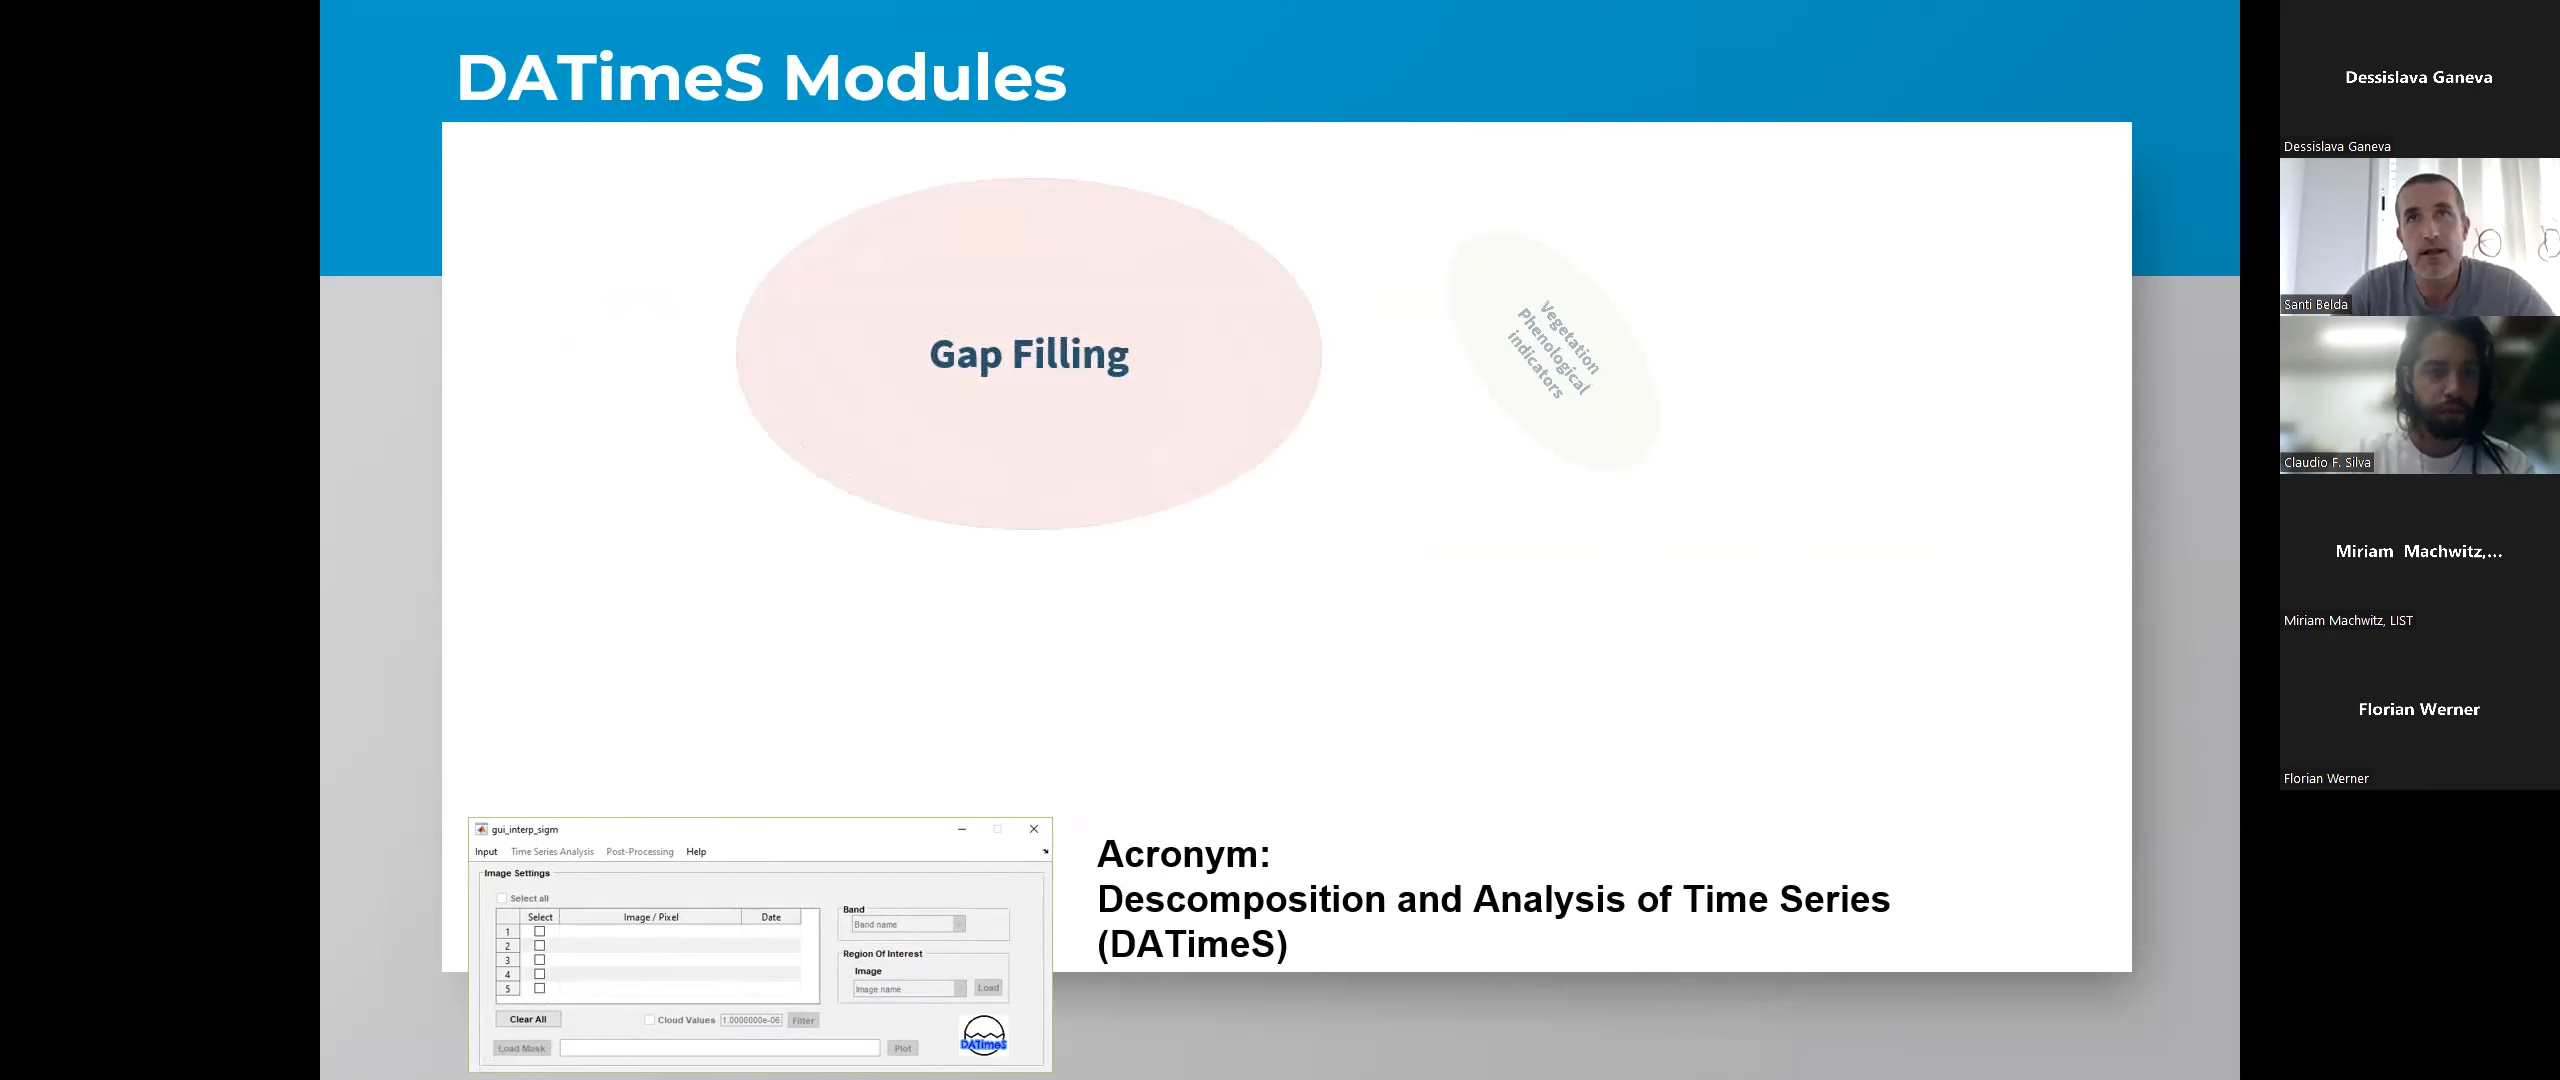 DATimeS Modules
Gap Filling
Vegetation
Phenological
indicators
gui_interp_sigm
Input Time Series Analysis Post-Processing Help
Image Settings
Select all
Select Image / Pixel Date
1
2
3
4
5
Band
Band name
Region Of Interest
Image
Image name Load
Clear All Cloud Values 1.0000000e-06 Filter
Load Mask Plot
DATimeS
Acronym:
Descomposition and Analysis of Time Series
(DATimeS)
Dessislava Ganeva
Dessislava Ganeva
Santi Belda
Claudio F. Silva
Miriam Machwitz,...
Miriam Machwitz, LIST
Florian Werner
Florian Werner